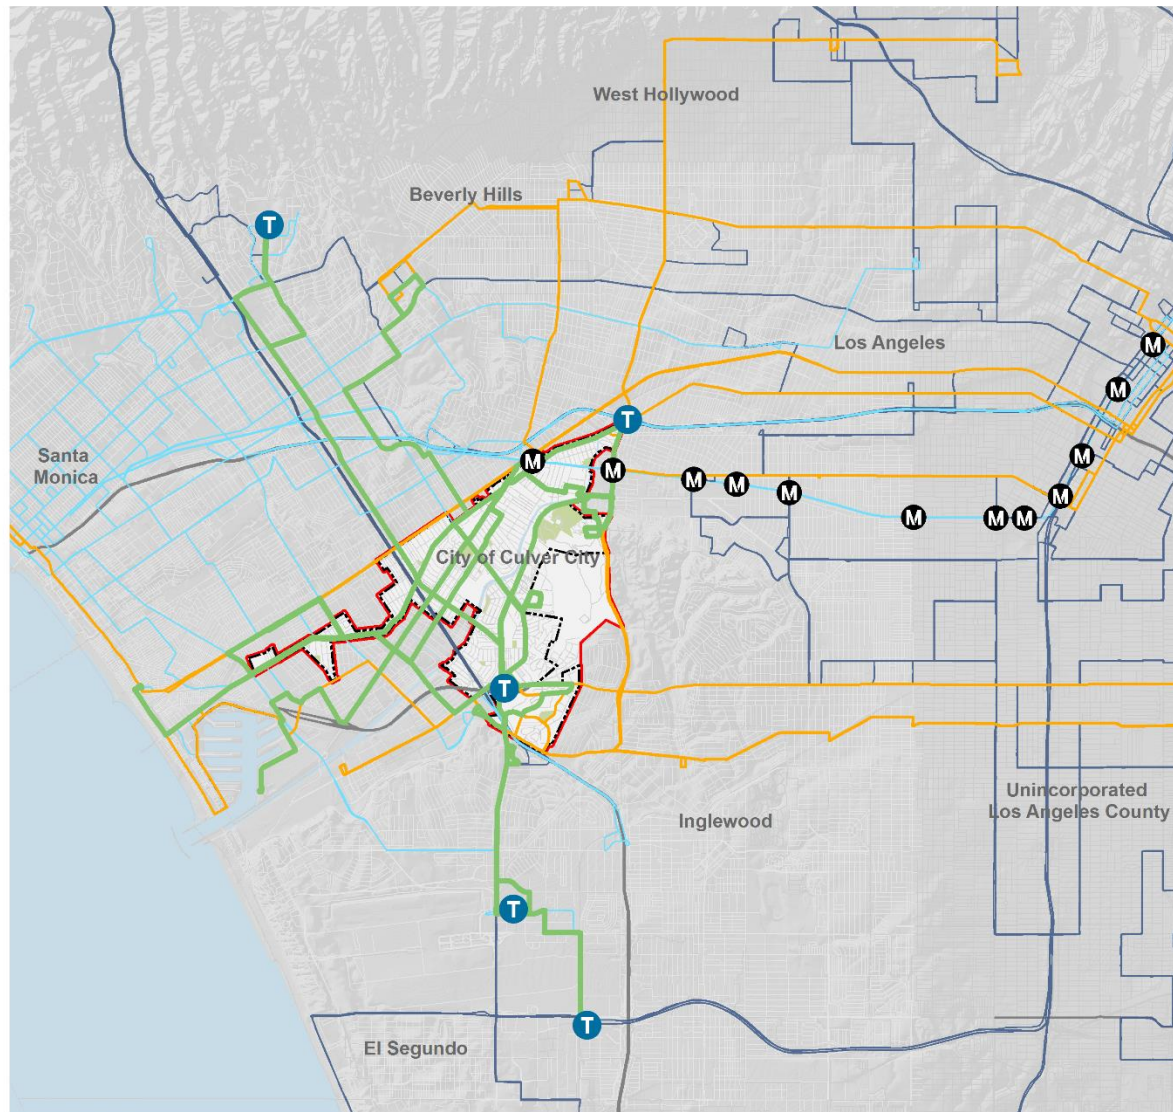 West Hollywood
Beverly Hills
T
Los Angeles
M
M
T
Santa
Monica
M
M
M
M
M
M
M
M
M
M
City of Culver City
T
Unincorporated
Los Angeles County
Inglewood
T
T
El Segundo